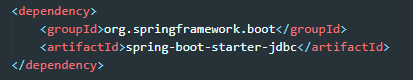 <dependency>
    <groupId>org.springframework.boot</groupId>
    <artifactId>spring-boot-starter-jdbc</artifactId>
</dependency>